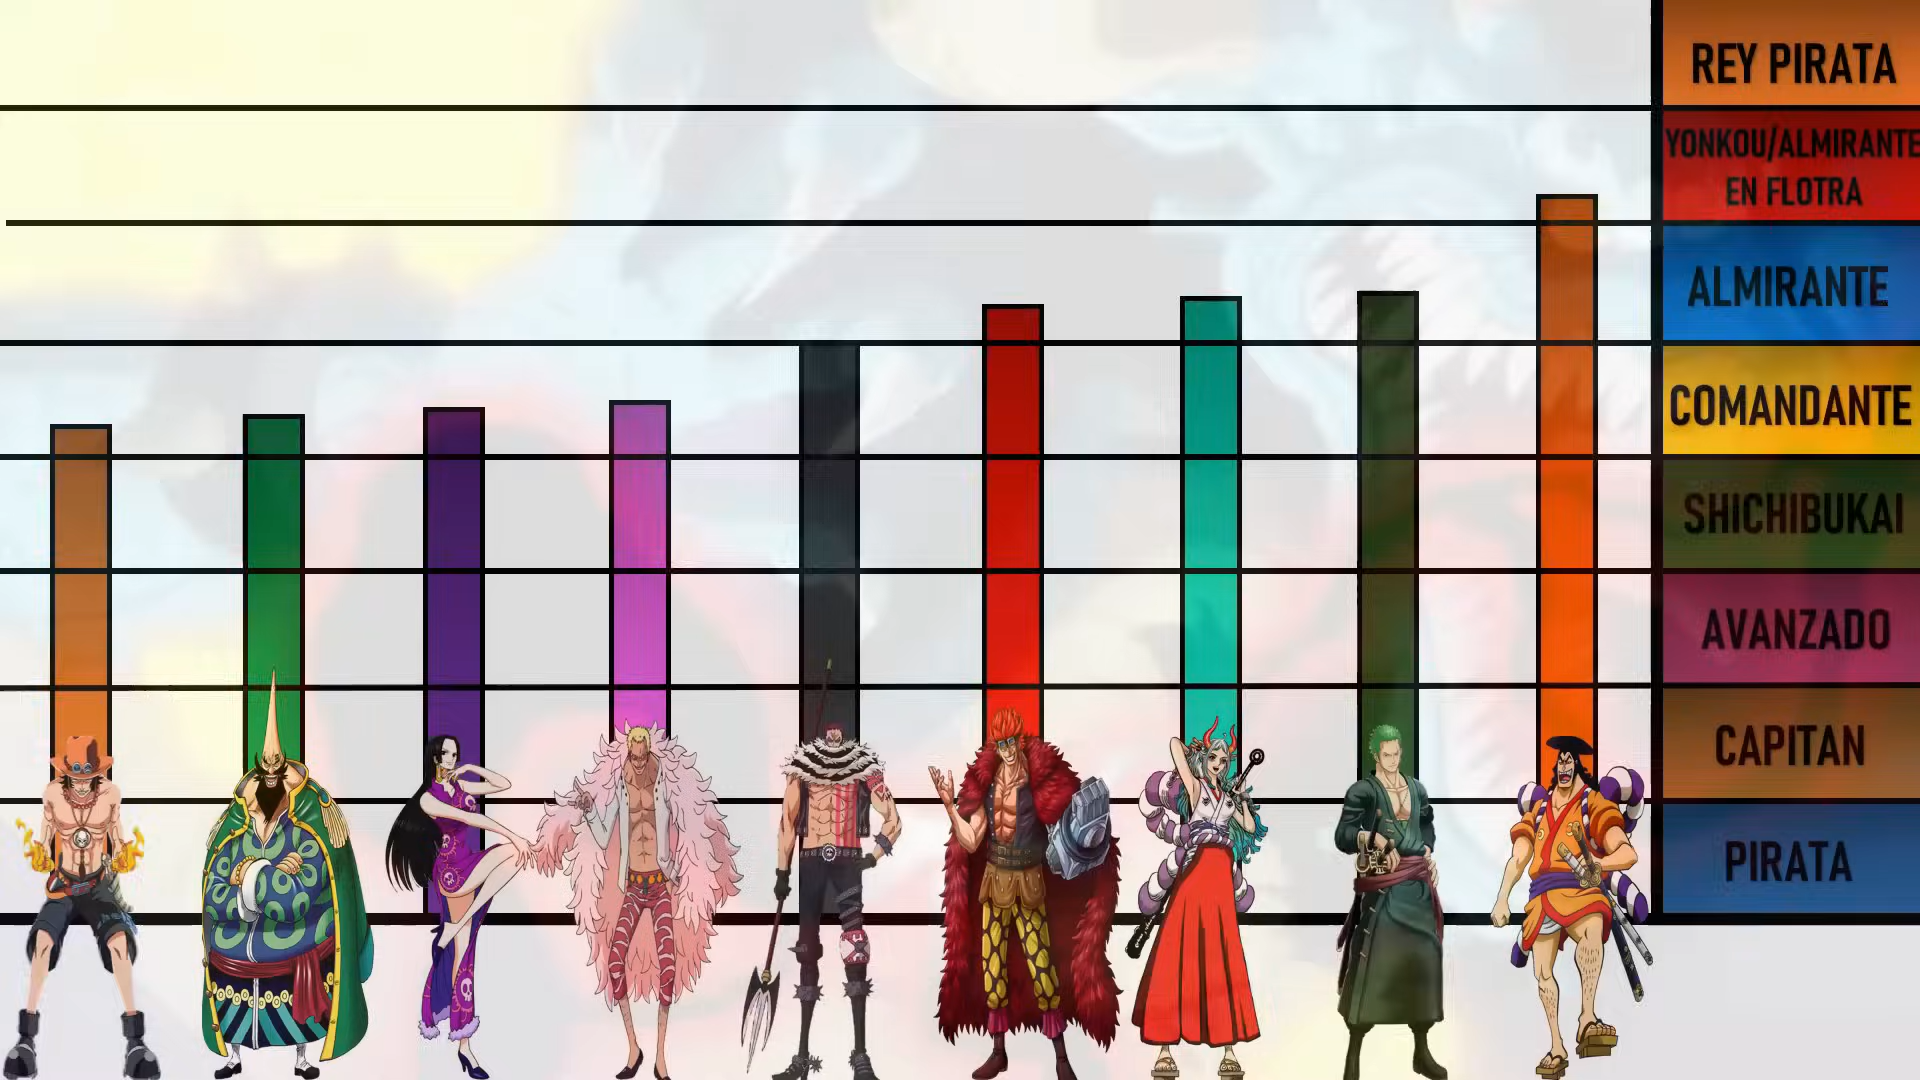 REY PIRATA
YONKOU/ALMIRANTE
EN FLOTRA
ALMIRANTE
COMANDANTE
SHICHIBUKAI
AVANZADO
CAPITAN
PIRATA